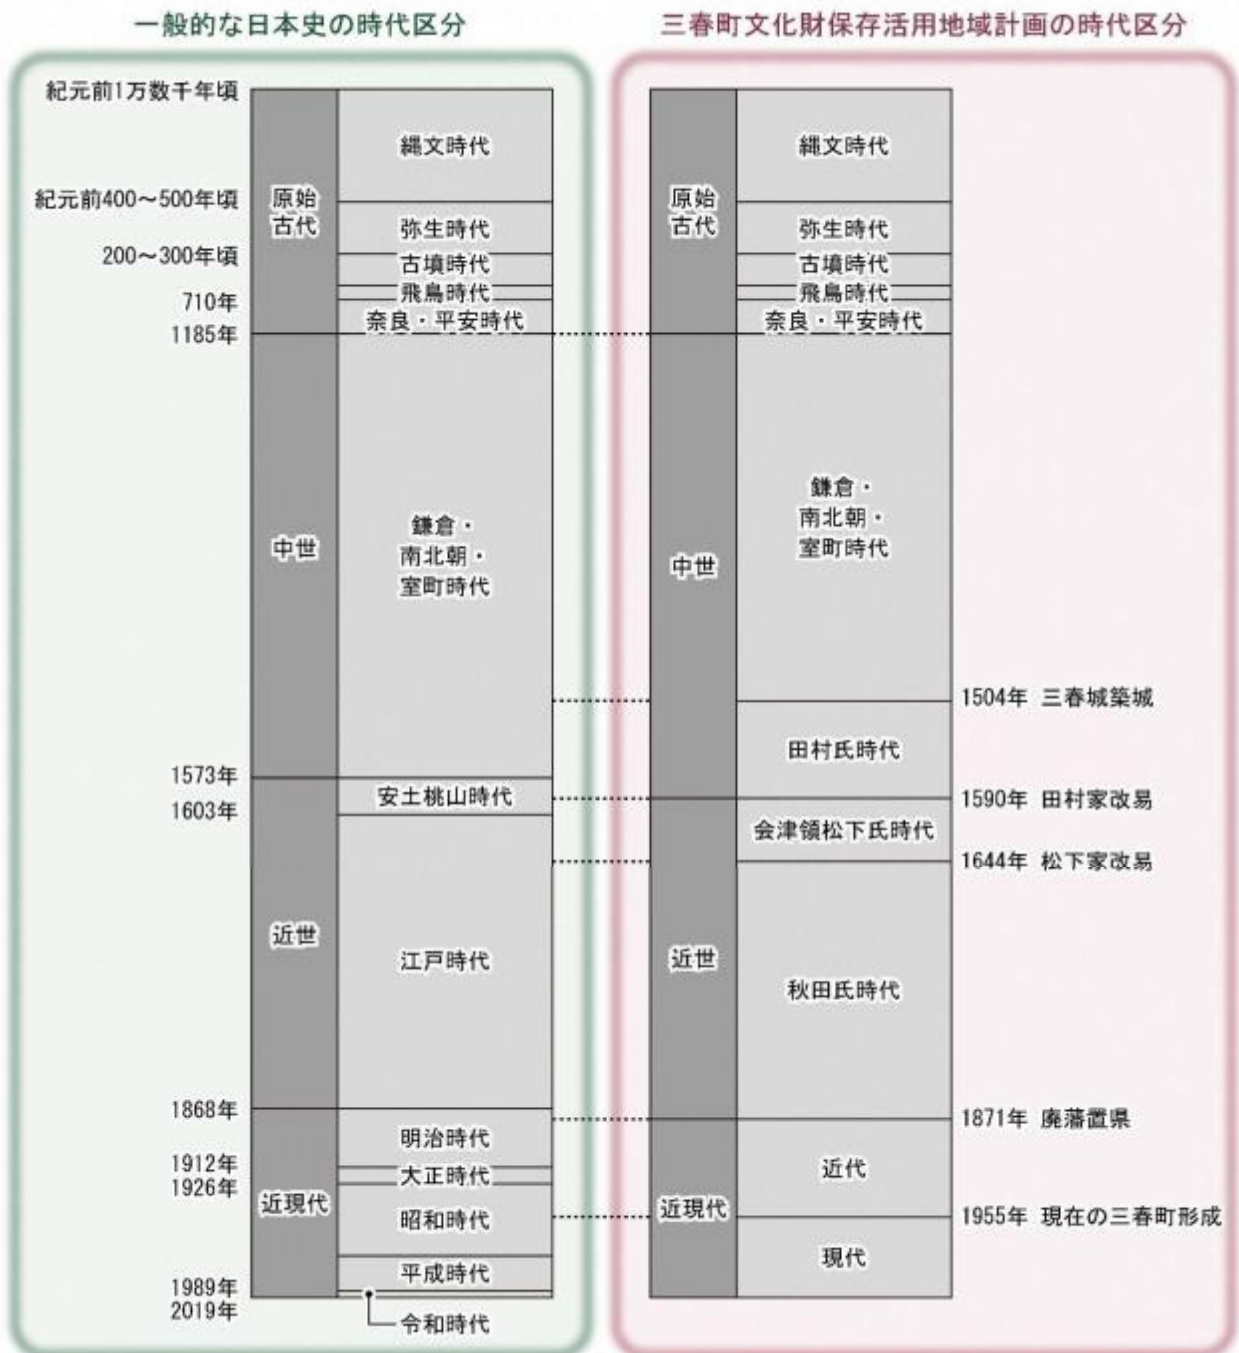 一般的な日本史の時代区分
紀元前1万数千年頃
紀元前400～500年頃
200～300年頃
710年
1185年
1573年
1603年
1868年
1912年
1926年
1989年
2019年
原始
古代
中世
近世
近現代
縄文時代
弥生時代
古墳時代
飛鳥時代
奈良・平安時代
鎌倉・
南北朝・
室町時代
安土桃山時代
江戸時代
明治時代
大正時代
昭和時代
平成時代
令和時代
三春町文化財保存活用地域計画の時代区分
原始
古代
中世
近世
近現代
縄文時代
弥生時代
古墳時代
飛鳥時代
奈良・平安時代
鎌倉・
南北朝・
室町時代
田村氏時代
会津領松下氏時代
秋田氏時代
近代
現代
1504年 三春城築城
1590年 田村家改易
1644年 松下家改易
1871年 廃藩置県
1955年 現在の三春町形成